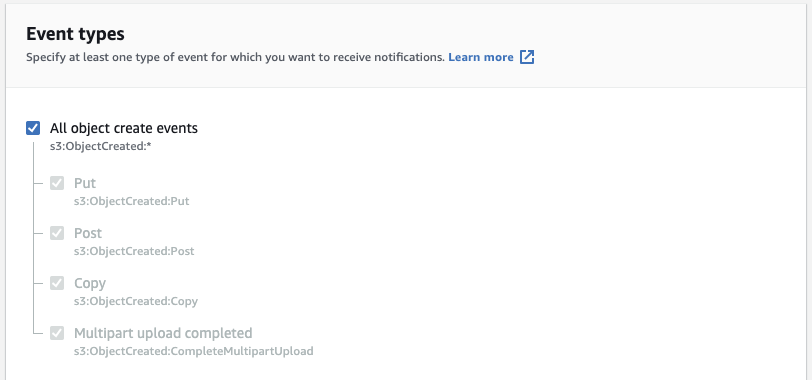 Event types
Specify at least one type of event for which you want to receive notifications. Learn more
All object create events
s3:ObjectCreated:*
Put
s3:ObjectCreated:Put
Post
s3:ObjectCreated:Post
Copy
s3:ObjectCreated:Copy
Multipart upload completed
s3:ObjectCreated:CompleteMultipartUpload